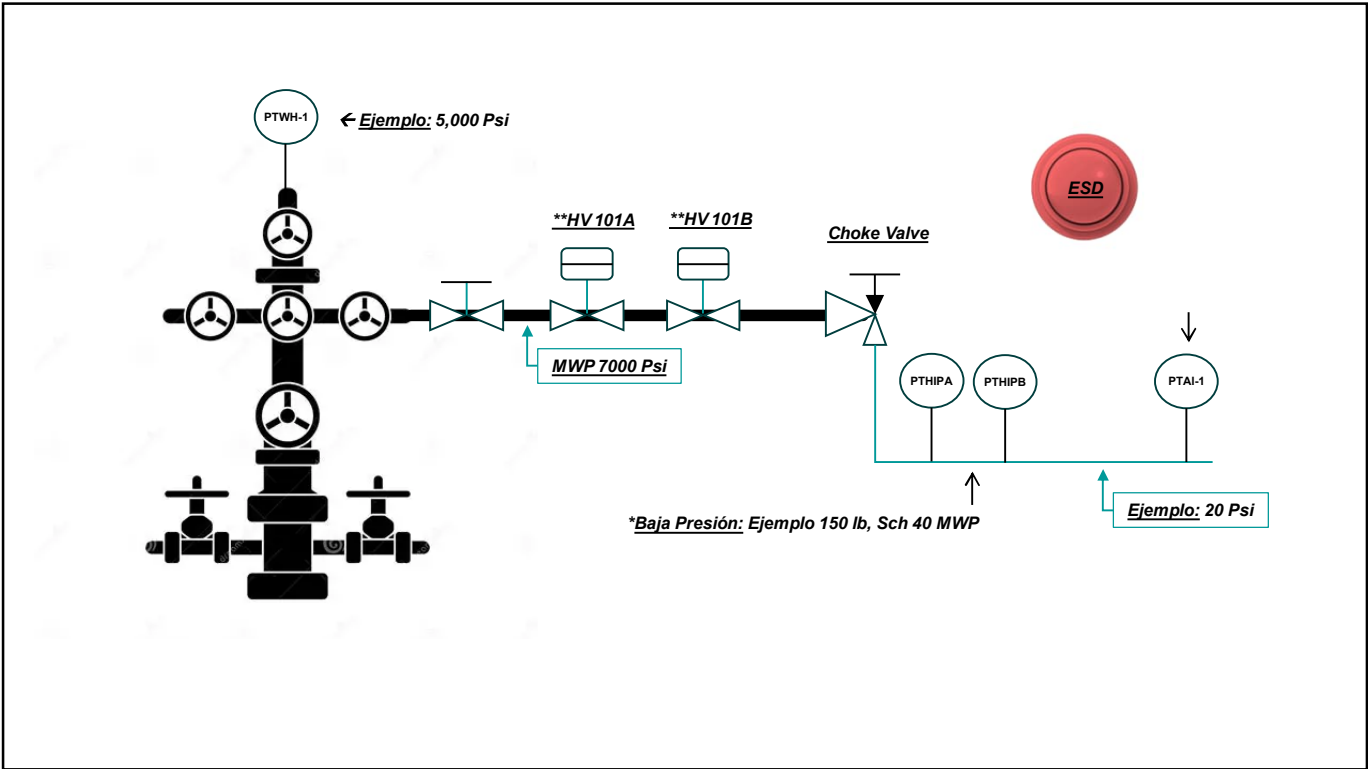 PTWH-1
← Ejemplo: 5,000 Psi
ESD
**HV 101A
**HV 101B
Choke Valve
MWP 7000 Psi
PTHIPA
PTHIPB
PTAI-1
*Baja Presión: Ejemplo 150 lb, Sch 40 MWP
Ejemplo: 20 Psi